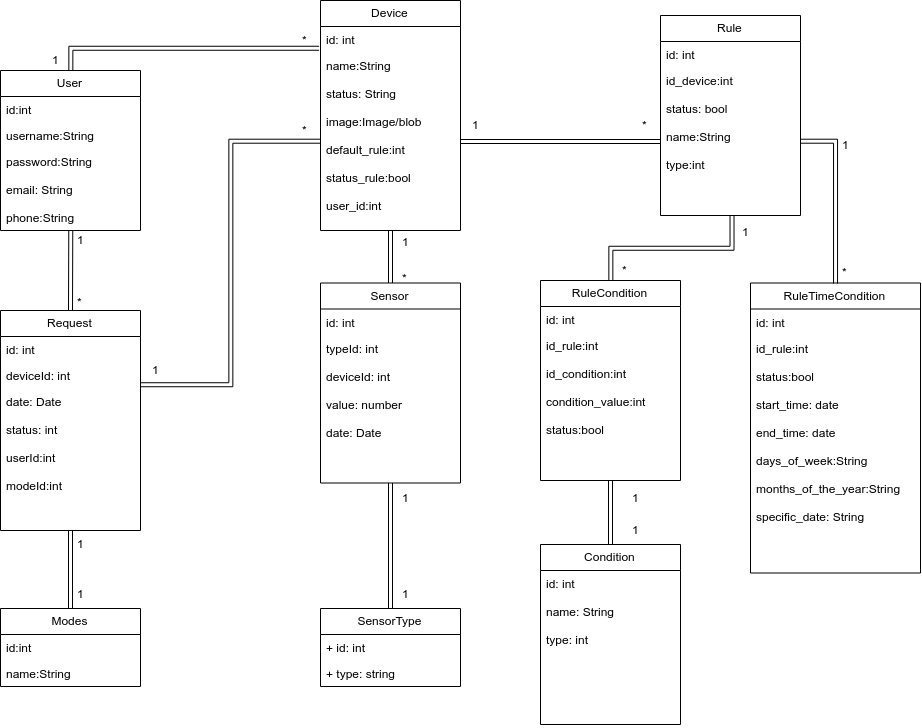 Device
id: int
name:String
status: String
image:Image/blob
default_rule:int
status_rule:bool
user_id:int
Rule
id: int
id_device:int
status: bool
name:String
type:int
*
1
User
id:int
username:String
password:String
email: String
phone:String
*
1
*
1
1
1
*
1
*
1
*
1
*
1
*
Request
id: int
deviceId: int
date: Date
status: int
userId:int
modeId:int
Sensor
id: int
typeId: int
deviceId: int
value: number
date: Date
RuleCondition
id: int
id_rule:int
id_condition:int
condition_value:int
status:bool
RuleTimeCondition
id: int
id_rule:int
status:bool
start_time: date
end_time: date
days_of_week:String
months_of_the_year:String
specific_date: String
1
1
1
1
1
1
Modes
id:int
name:String
SensorType
+ id: int
+ type: string
Condition
id: int
name: String
type: int